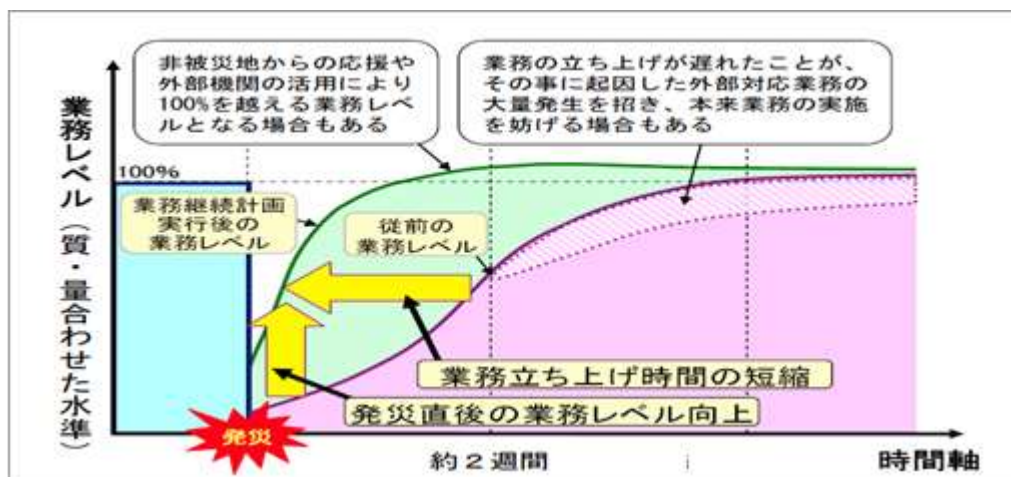 非被災地からの応援や
外部機関の活用により
100%を越える業務レベ
ルとなる場合もある
業務の立ち上げが遅れたことが、
その事に起因した外部対応業務の
大量発生を招き、本来業務の実施
を妨げる場合もある
業務レベル（質・量合わせた水準）
100%
業務継続計画
実行後の
業務レベル
従前の
業務レベル
業務立ち上げ時間の短縮
発災直後の業務レベル向上
発災
約２週間
時間軸